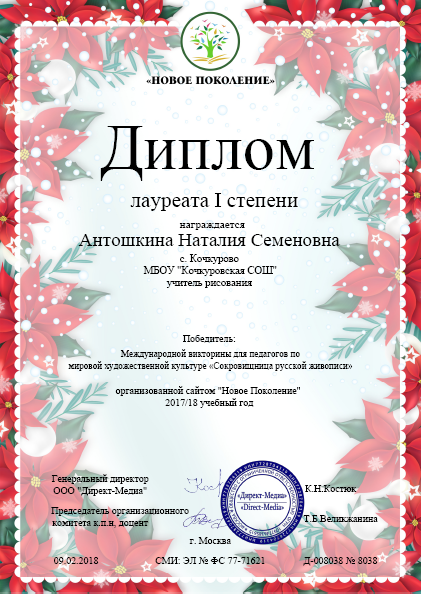 «НОВОЕ ПОКОЛЕНИЕ»
Диплом
лауреата I степени
награждается
Антошкина Наталия Семеновна
с. Кочкурово
МБОУ "Кочкуровская СОШ"
учитель рисования
Победитель:
Международной викторины для педагогов по
мировой художественной культуре «Сокровищница русской живописи»
организованной сайтом "Новое Поколение"
2017/18 учебный год
Генеральный директор
ООО "Директ-Медиа"
К.Н.Костюк
«Директ-Медиа»
«Direct-Media»
Председатель организационного
комитета к.п.н, доцент
Т.Б.Великжанина
г. Москва
09.02.2018 СМИ: ЭЛ № ФС 77-71621 Д-008038 № 8038